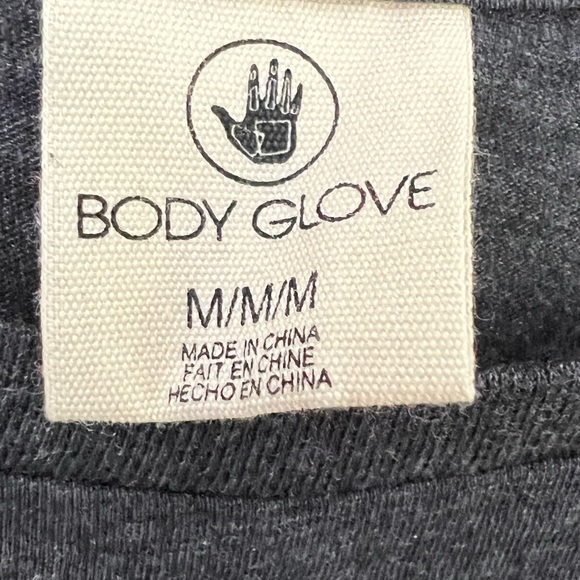 BODY GLOVE
M/M/M
MADE IN CHINA
FAIT EN CHINE
HECHO EN CHINA